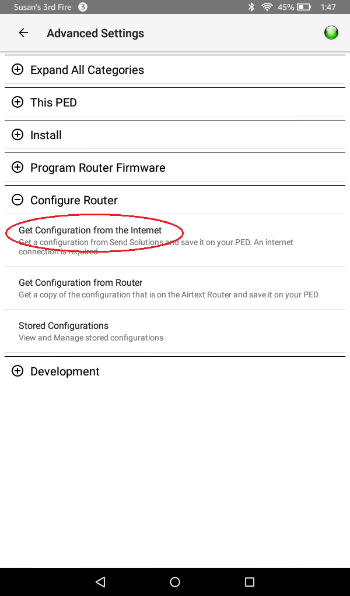 Susan's 3rd Fire 3 45% 1:47
Advanced Settings
Expand All Categories
This PED
Install
Program Router Firmware
Configure Router
Get Configuration from the Internet
Get a configuration from Send Solutions and save it on your PED. An internet
connection is required.
Get Configuration from Router
Get a copy of the configuration that is on the Airtext Router and save it on your PED
Stored Configurations
View and Manage stored configurations
Development